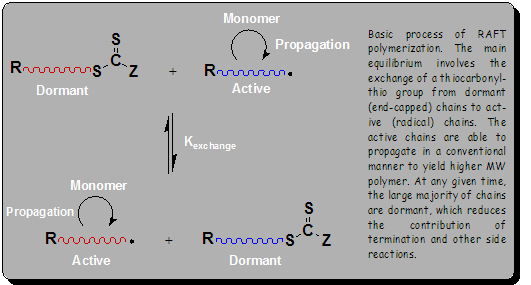 Monomer
Propagation
R S C S Z + R •
Dormant
Active
Kexchange
Monomer
Propagation
R • + R S C S Z
Active
Dormant
Basic process of RAFT
polymerization. The main
equilibrium involves the
exchange of a thiocarbonyl-
thio group from dormant
(end-capped) chains to act-
ive (radical) chains. The
active chains are able to
propagate in a conventional
manner to yield higher MW
polymer. At any given time,
the large majority of chains
are dormant, which reduces
the contribution of
termination and other side
reactions.